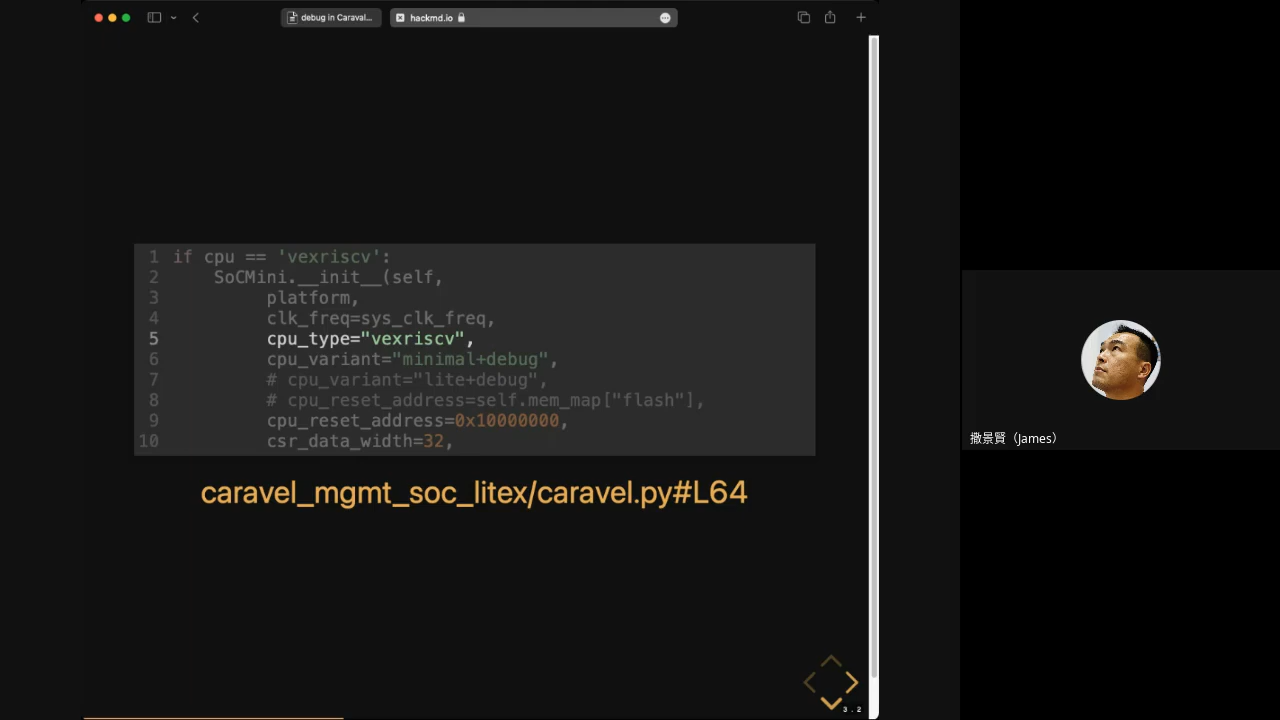 debug in Caraval...
hackmd.io
1 if cpu == 'vexriscv':
2 SoCMini.__init__(self,
3 platform,
4 clk_freq=sys_clk_freq,
5 cpu_type="vexriscv",
6 cpu_variant="minimal+debug",
7 # cpu_variant="lite+debug",
8 # cpu_reset_address=self.mem_map["flash"],
9 cpu_reset_address=0x10000000,
10 csr_data_width=32,
caravel_mgmt_soc_litex/caravel.py#L64
撒景賢（James）
3.2